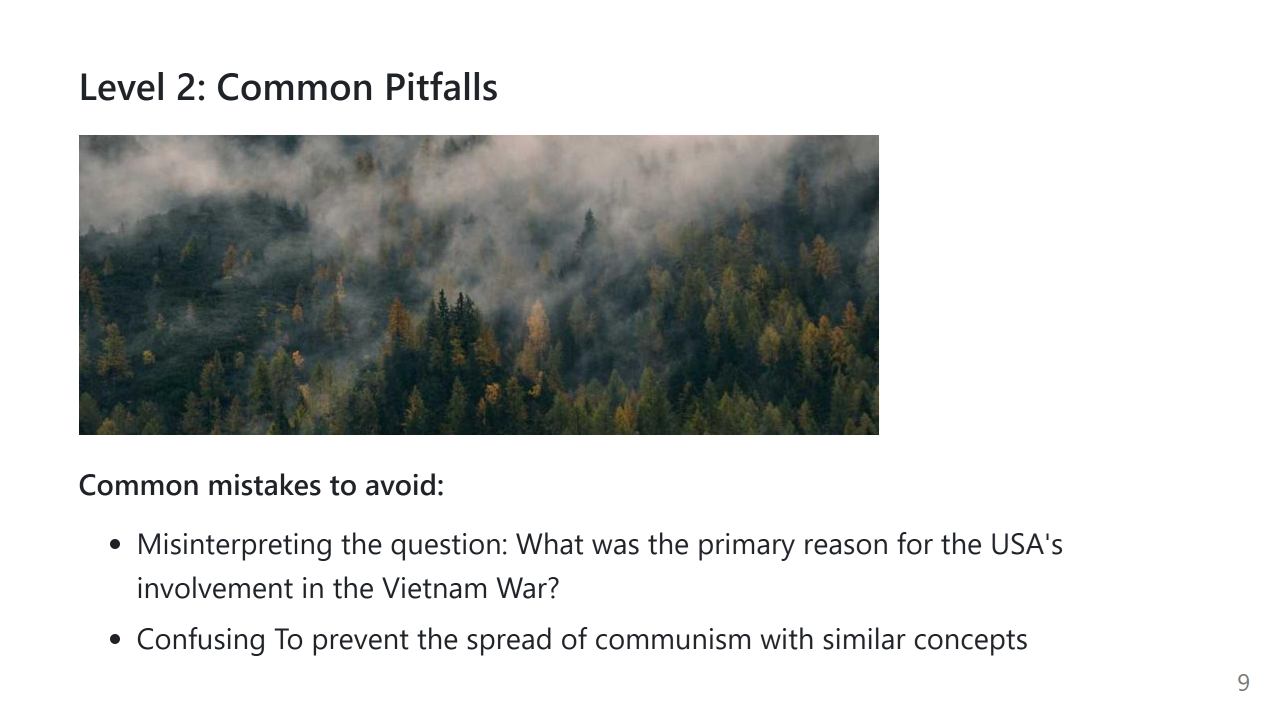 Level 2: Common Pitfalls
Common mistakes to avoid:
• Misinterpreting the question: What was the primary reason for the USA's
involvement in the Vietnam War?
• Confusing To prevent the spread of communism with similar concepts
9